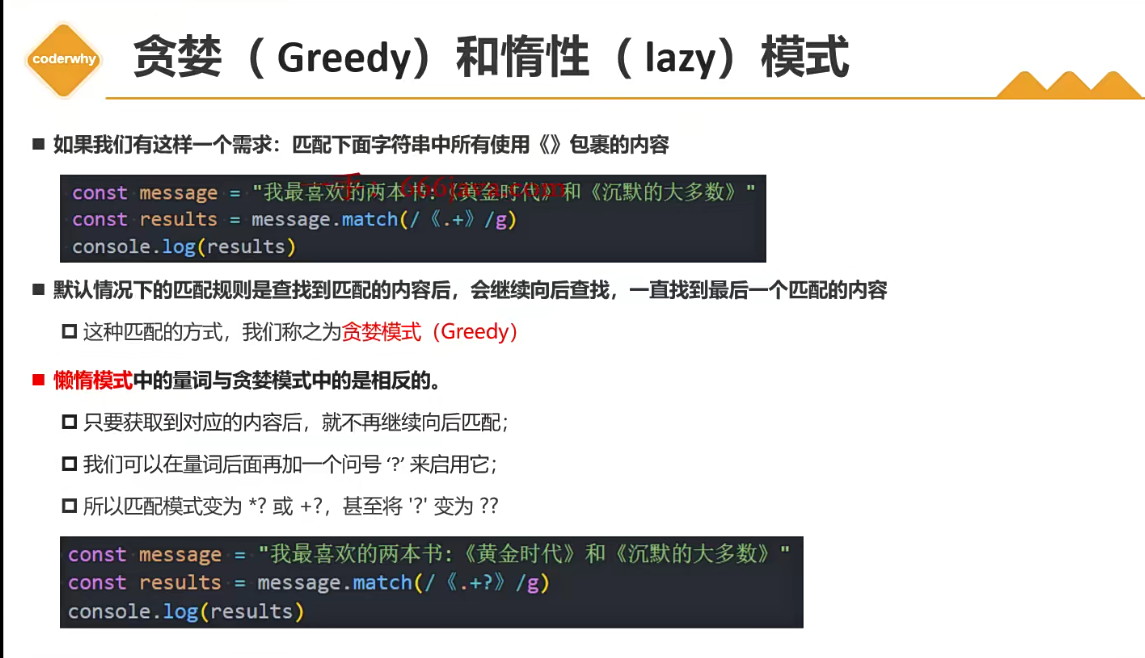 coderwhy
贪婪（ Greedy）和惰性（ lazy）模式
■ 如果我们有这样一个需求：匹配下面字符串中所有使用《》包裹的内容
const message = "我最喜欢的两本书:《黄金时代》和《沉默的大多数》"
const results = message.match(/《.+》/g)
console.log(results)
■ 默认情况下的匹配规则是查找到匹配的内容后，会继续向后查找，一直找到最后一个匹配的内容
这种匹配的方式，我们称之为贪婪模式（Greedy）
■ 懒惰模式中的量词与贪婪模式中的是相反的。
只要获取到对应的内容后，就不再继续向后匹配；
我们可以在量词后面再加一个问号 '?' 来启用它；
所以匹配模式变为 *? 或 +?，甚至将 '?' 变为 ??
const message = "我最喜欢的两本书:《黄金时代》和《沉默的大多数》"
const results = message.match(/《.+?》/g)
console.log(results)